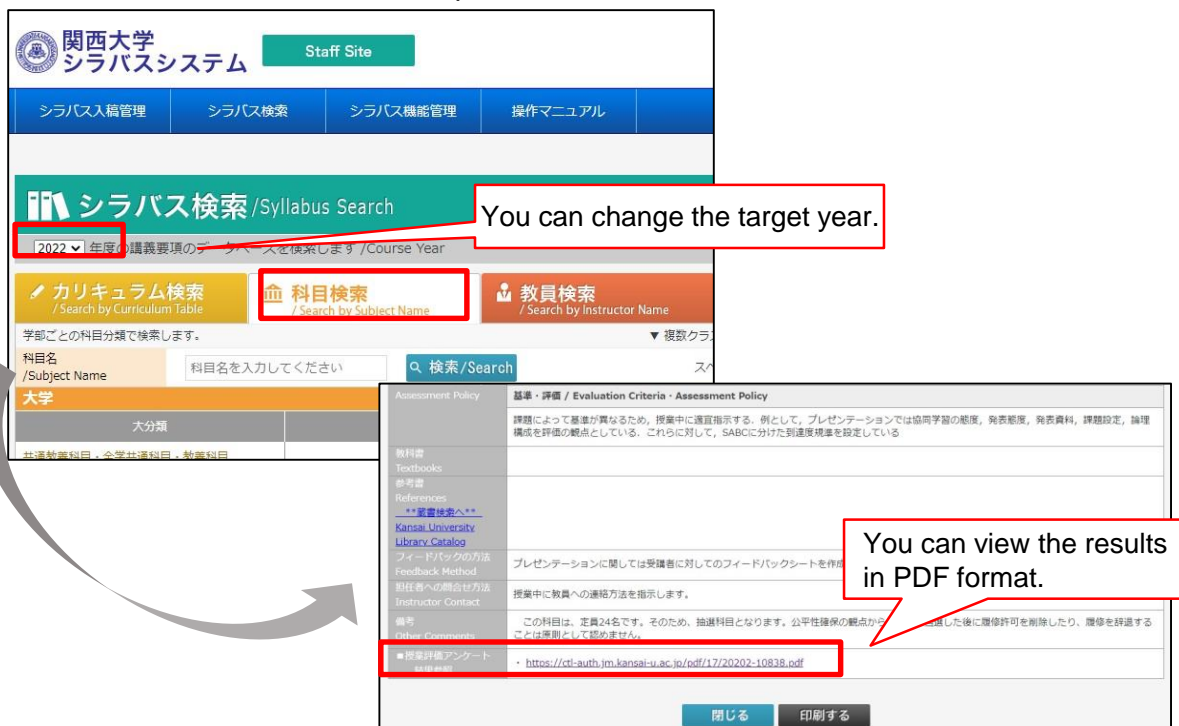 関西大学
シラバスシステム
Staff Site
シラバス入稿管理 シラバス検索 シラバス機能管理 操作マニュアル
シラバス検索 /Syllabus Search
You can change the target year.
2022 年度の講義要項のデータベースを検索します /Course Year
カリキュラム検索
/Search by Curriculum Table
科目検索
/ Search by Subject Name
教員検索
/ Search by Instructor Name
学部ごとの科目分類で検索します。 ▼ 複数クラ
科目名
/Subject Name
科目名を入力してください 検索/Search
大学
大分類
共通教養科目・全学共通科目・教養科目
Assessment Policy
基準・評価 / Evaluation Criteria・Assessment Policy
課題によって基準が異なるため，授業中に適宜指示する．例として，プレゼンテーションでは協同学習の態度，発表態度，発表資料，課題設定，論理
構成を評価の観点としている．これらに対して，SABCに分けた到達度規準を設定している
教科書
Textbooks
参考書
References
**蔵書検索へ**
Kansai University
Library Catalog
You can view the results
in PDF format.
フィードバックの方法
Feedback Method
プレゼンテーションに関しては受講者に対してのフィードバックシートを作成
担任者への問合せ方法
Instructor Contact
授業中に教員への連絡方法を指示します。
備考
Other Comments
この科目は、定員24名です。そのため、抽選科目となります。公平性確保の観点から 選した後に履修許可を削除したり、履修を辞退する
ことは原則として認めません。
■授業評価アンケート
結果参照
・https://ctl-auth.jm.kansai-u.ac.jp/pdf/17/20202-10838.pdf
閉じる 印刷する